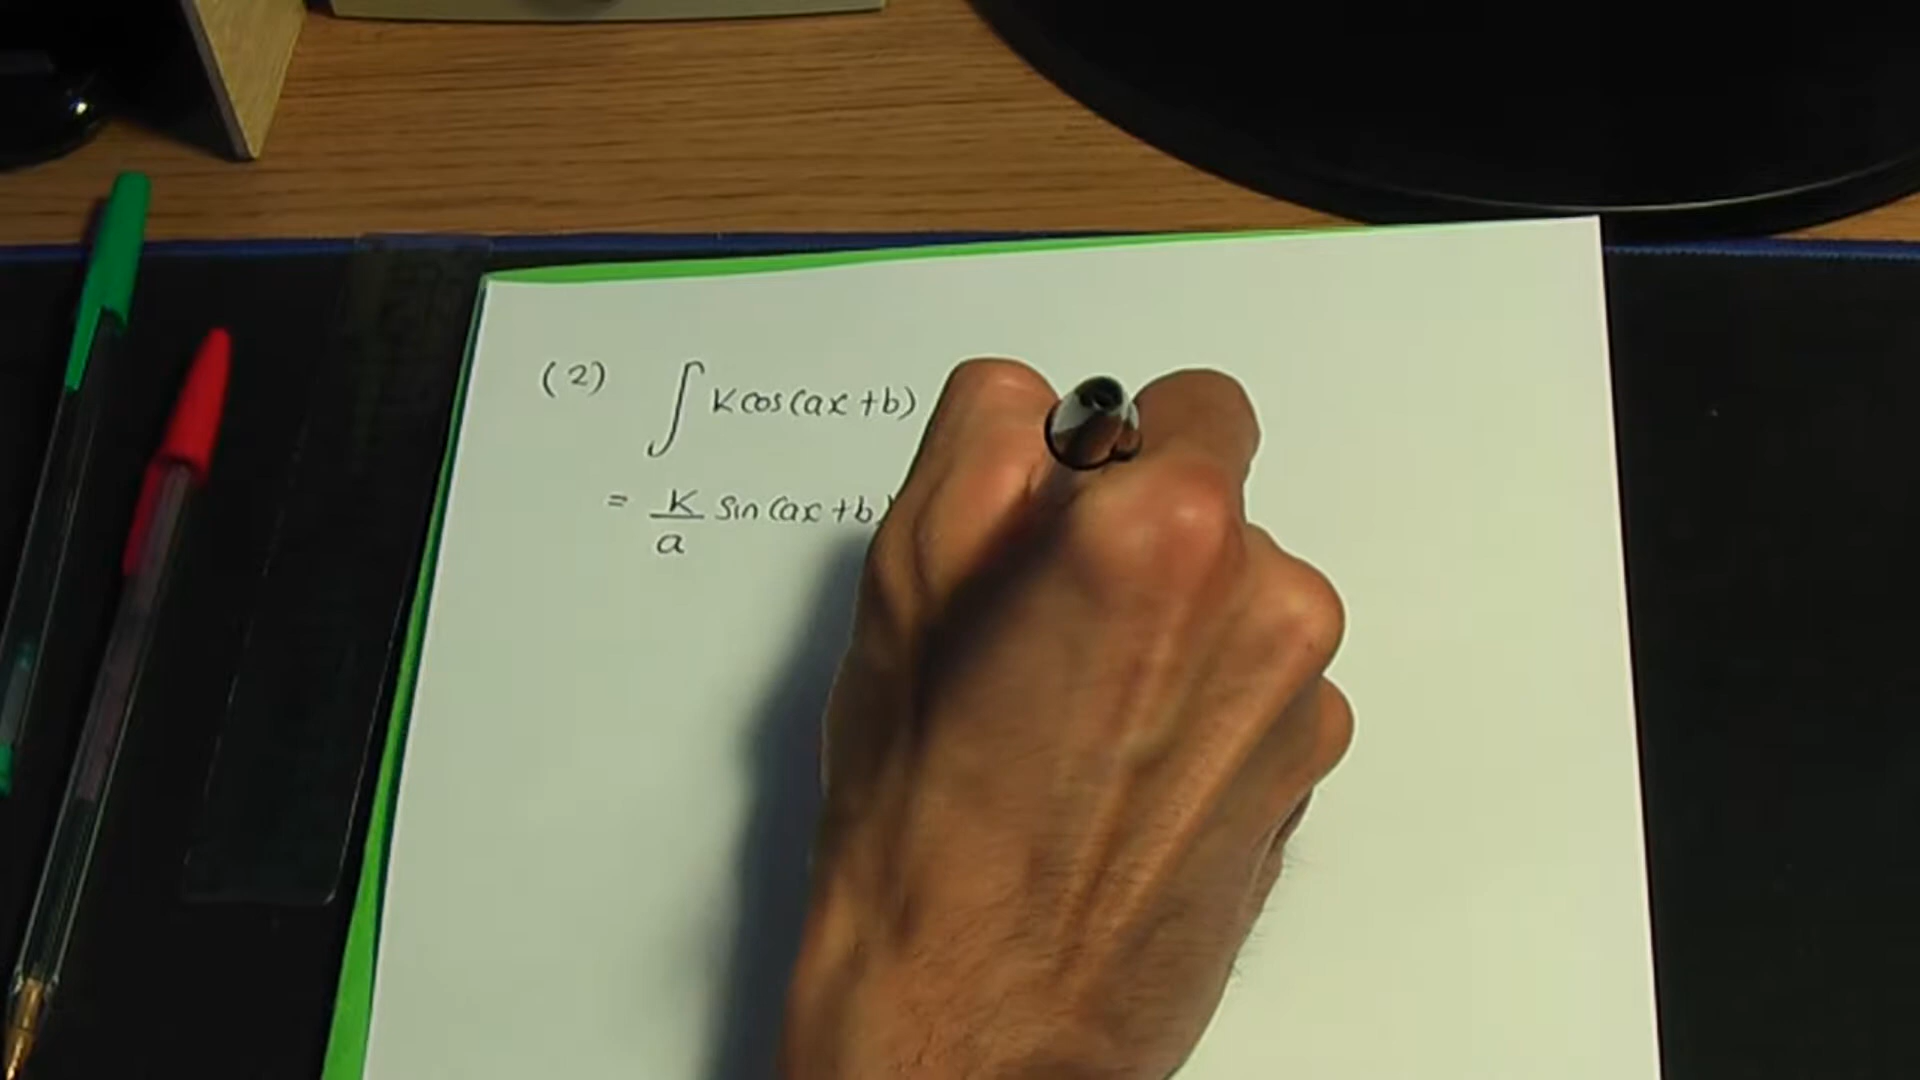 (2) ∫ K cos(ax+b)
= K/a sin(ax+b)